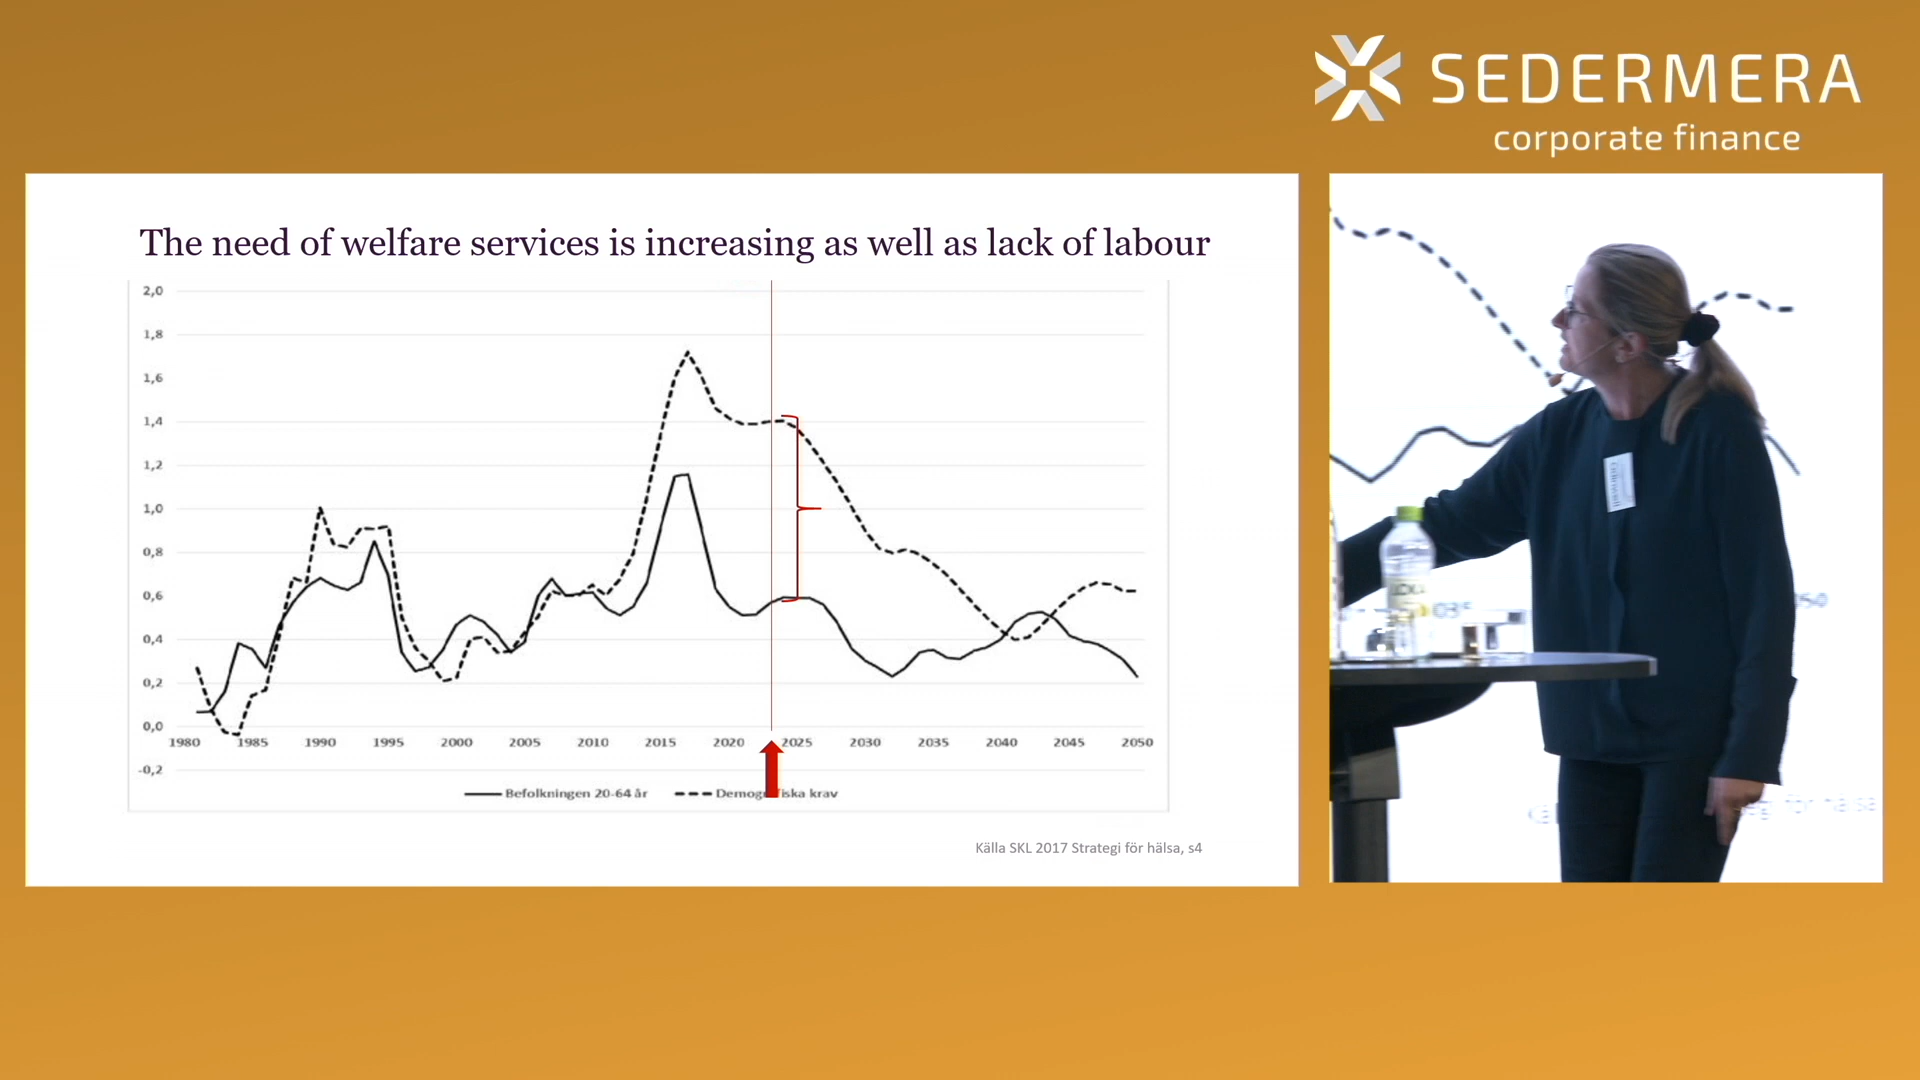 SEDERMERA
corporate finance
The need of welfare services is increasing as well as lack of labour
2,0
1,8
1,6
1,4
1,2
1,0
0,8
0,6
0,4
0,2
0,0
1980 1985 1990 1995 2000 2005 2010 2015 2020 2025 2030 2035 2040 2045 2050
-0,2
Befolkningen 20-64 år
Källa SKL 2017 Strategi för hälsa, s4